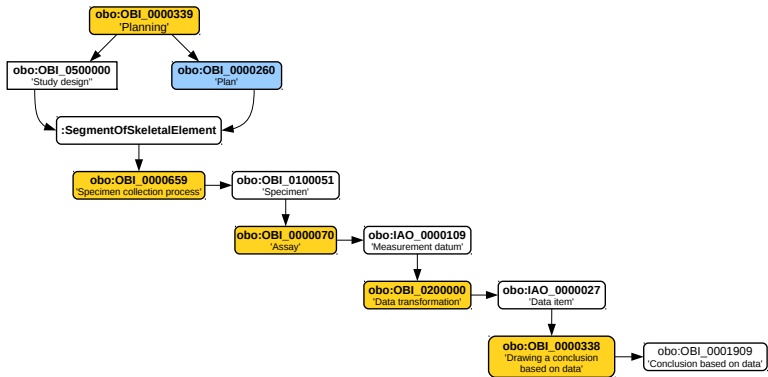 obo:OBI_0000339
'Planning'
obo:OBI_0500000
'Study design"
obo:OBI_0000260
'Plan'
:SegmentOfSkeletalElement
obo:OBI_0000659
'Specimen collection process'
obo:OBI_0100051
'Specimen'
obo:OBI_0000070
'Assay'
obo:IAO_0000109
'Measurement datum'
obo:OBI_0200000
'Data transformation'
obo:IAO_0000027
'Data item'
obo:OBI_0000338
'Drawing a conclusion
based on data'
obo:OBI_0001909
'Conclusion based on data'